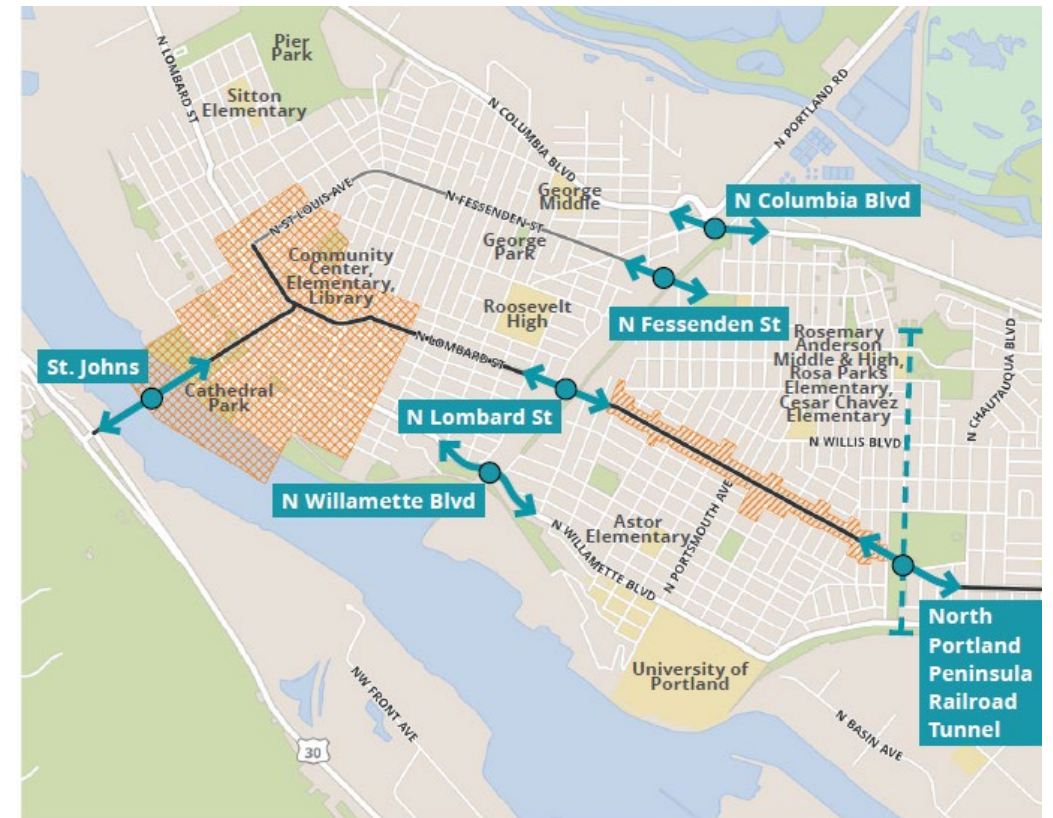 Pier
Park
N LOMBARD ST
Sitton
Elementary
N PORTLAND RD
N COLUMBIA BLVD
N ST LOUIS AVE
N FESSENDEN ST
George
Middle
N Columbia Blvd
George
Park
Community
Center,
Elementary,
Library
Roosevelt
High
N Fessenden St
Rosemary
Anderson
Middle & High,
Rosa Parks
Elementary,
Cesar Chavez
Elementary
N CHAUTAUQUA BLVD
St. Johns
N LOMBARD ST
Cathedral
Park
N Lombard St
N WILLIS BLVD
N Willamette Blvd
N PORTSMOUTH AVE
Astor
Elementary
N WILLAMETTE BLVD
North
Portland
Peninsula
Railroad
Tunnel
University of
Portland
NW FRONT AVE
N BASIN AVE
30